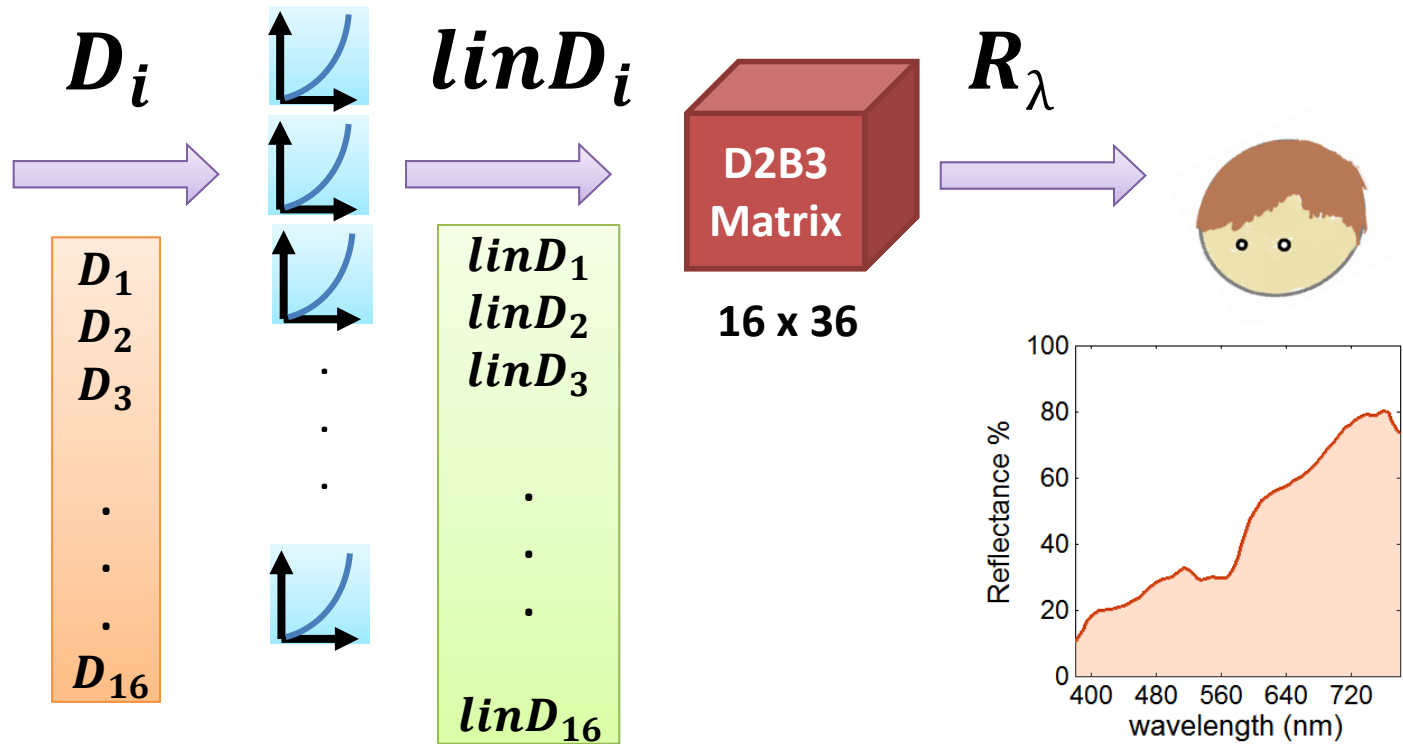 D_i
linD_i
R_λ
D_1
D_2
D_3
.
.
.
D_16
.
.
.
linD_1
linD_2
linD_3
.
.
.
linD_16
D2B3
Matrix
16 x 36
100
80
60
40
20
0
Reflectance %
400 480 560 640 720
wavelength (nm)